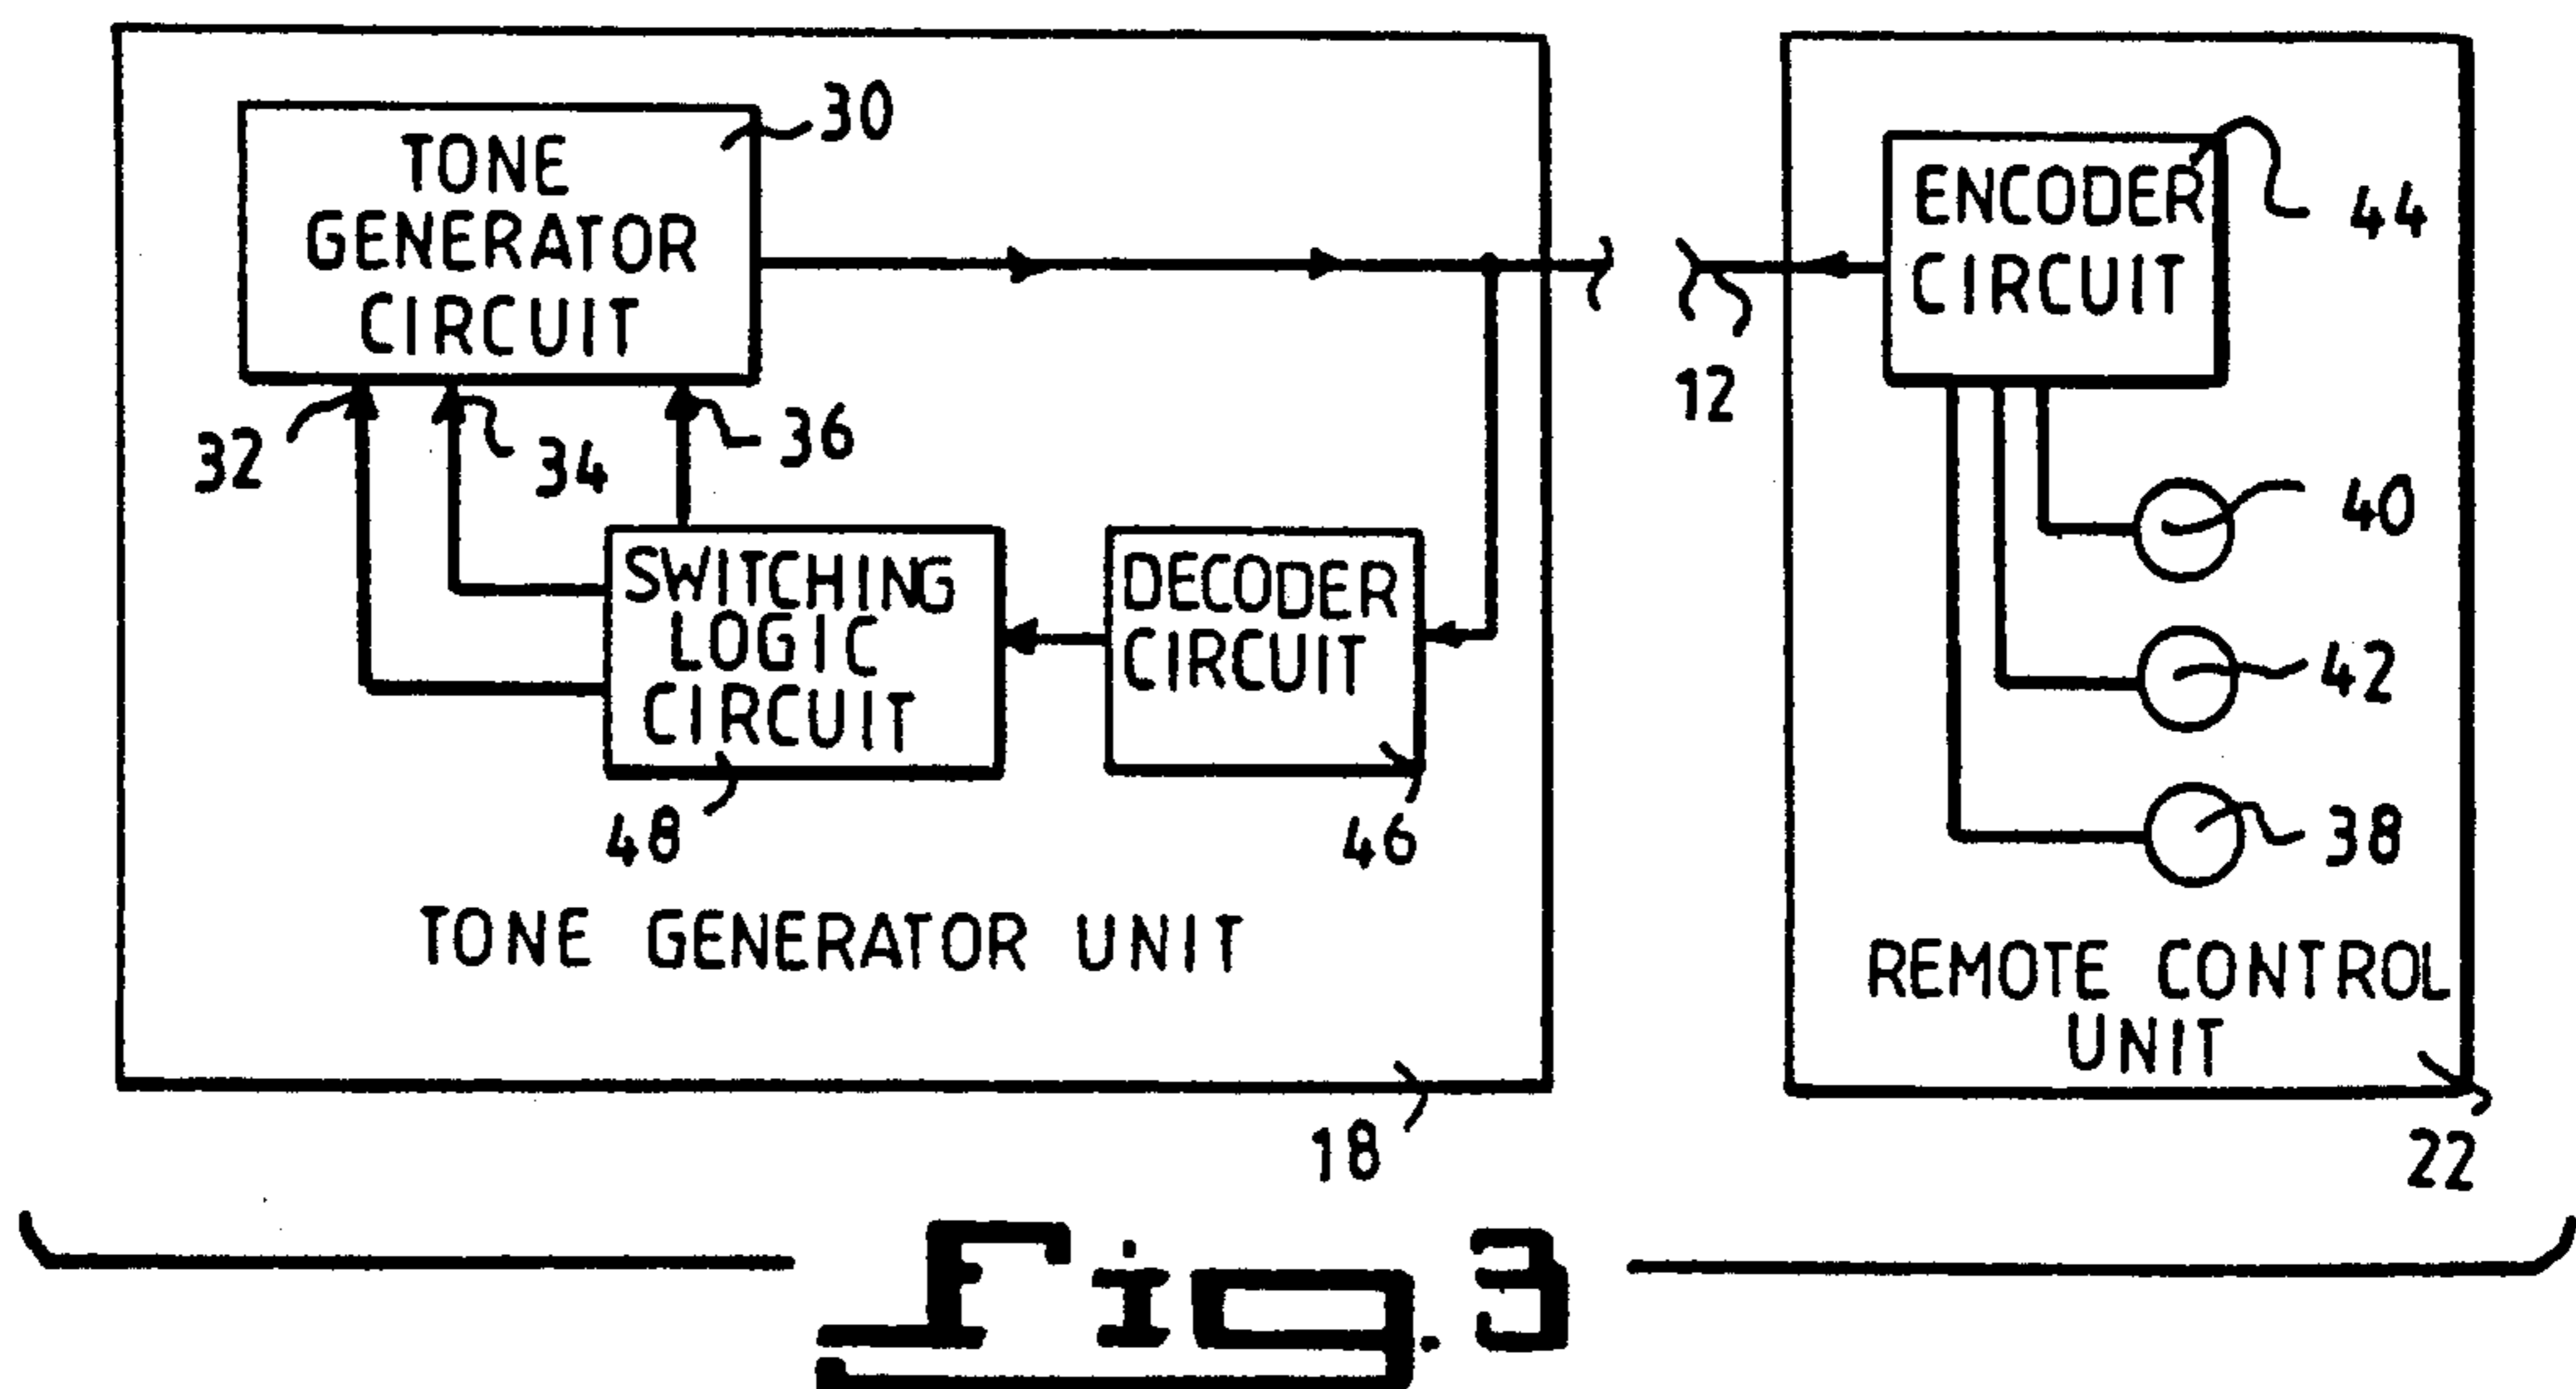 TONE
GENERATOR
CIRCUIT
30
32
34
36
SWITCHING
LOGIC
CIRCUIT
48
DECODER
CIRCUIT
46
TONE GENERATOR UNIT
18
12
ENCODER
CIRCUIT
44
40
42
38
REMOTE CONTROL
UNIT
22
Fig. 3